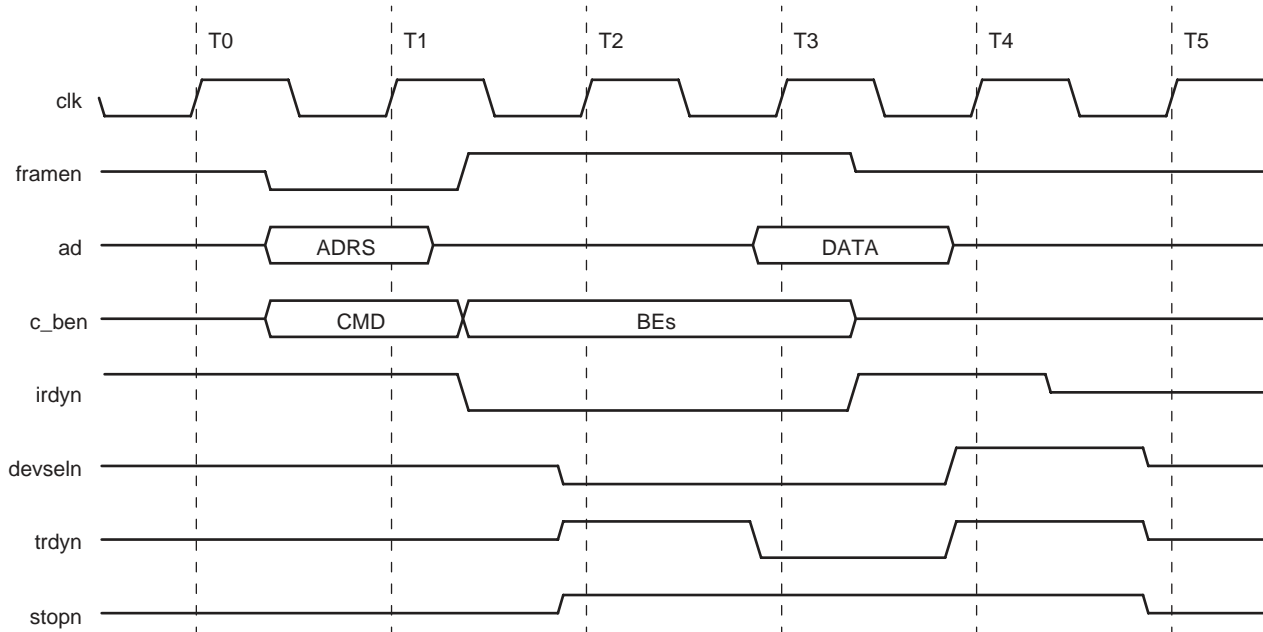 T0 T1 T2 T3 T4 T5
clk
framen
ad ADRS DATA
c_ben CMD BEs
irdyn
devseln
trdyn
stopn